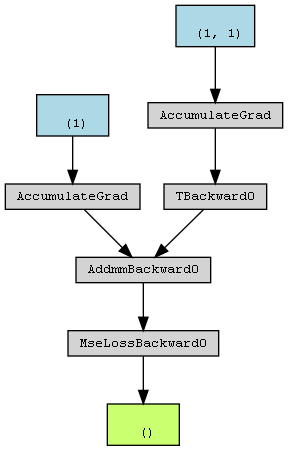 (1, 1)
(1)
AccumulateGrad
AccumulateGrad
TBackward0
AddmmBackward0
MseLossBackward0
()